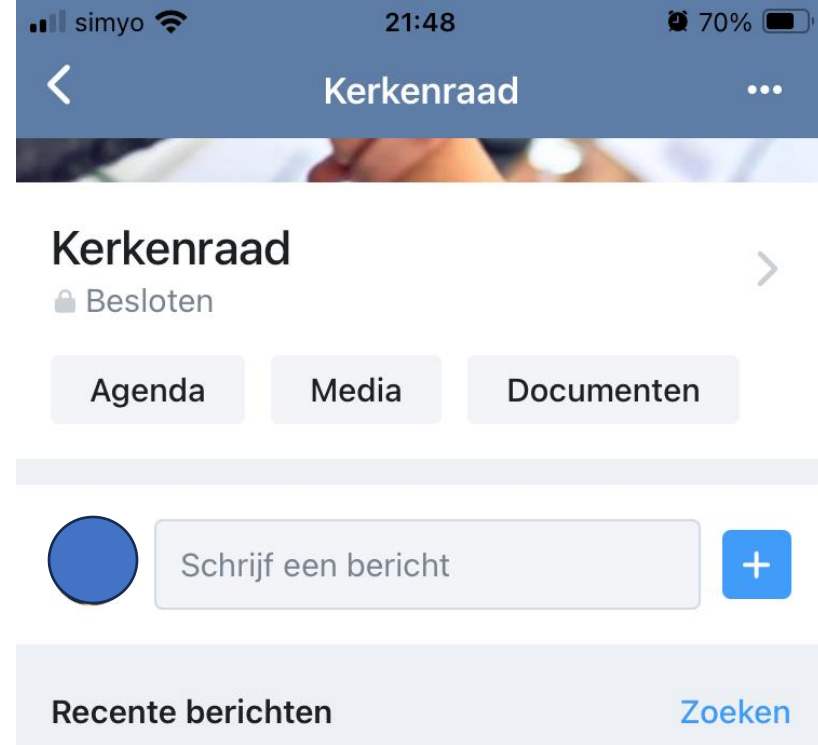 simyo 21:48 70%
Kerkenraad
Kerkenraad
Besloten
Agenda Media Documenten
Schrijf een bericht +
Recente berichten Zoeken